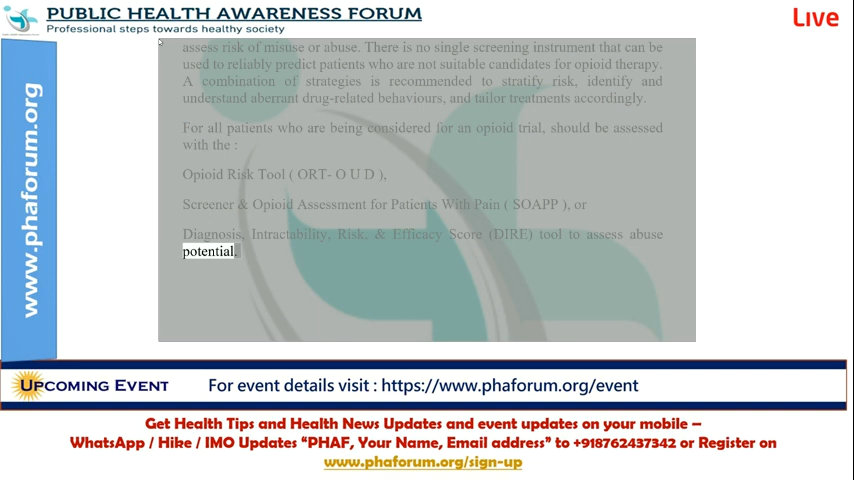 PUBLIC HEALTH AWARENESS FORUM
Professional steps towards healthy society
Live
www.phaforum.org
assess risk of misuse or abuse. There is no single screening instrument that can be
used to reliably predict patients who are not suitable candidates for opioid therapy.
A combination of strategies is recommended to stratify risk, identify and
understand aberrant drug-related behaviours, and tailor treatments accordingly.
For all patients who are being considered for an opioid trial, should be assessed
with the :
Opioid Risk Tool ( ORT- O U D ),
Screener & Opioid Assessment for Patients With Pain ( SOAPP ), or
Diagnosis, Intractability, Risk, & Efficacy Score (DIRE) tool to assess abuse
potential.
UPCOMING EVENT
For event details visit : https://www.phaforum.org/event
Get Health Tips and Health News Updates and event updates on your mobile –
WhatsApp / Hike / IMO Updates “PHAF, Your Name, Email address” to +918762437342 or Register on
www.phaforum.org/sign-up